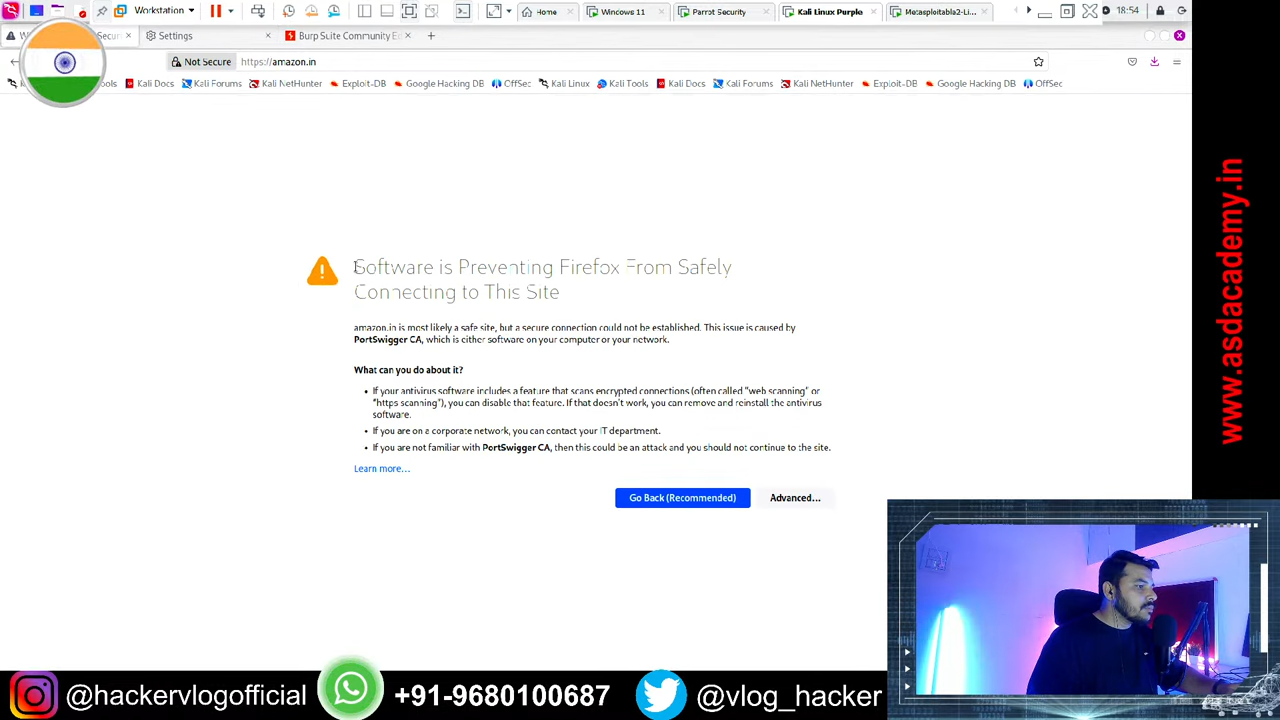 Workstation
Home
Windows 11
Parrot Security
Kali Linux Purple
Metasploitable2-Li...
18:54
Settings
Burp Suite Community Ed
Not Secure
https://amazon.in
Kali Docs
Kali Forums
Kali NetHunter
Exploit-DB
Google Hacking DB
OffSec
Kali Linux
Kali Tools
Kali Docs
Kali Forums
Kali NetHunter
Exploit-DB
Google Hacking DB
OffSec
Software is Preventing Firefox From Safely
Connecting to This Site
amazon.in is most likely a safe site, but a secure connection could not be established. This issue is caused by
PortSwigger CA, which is either software on your computer or your network.
What can you do about it?
• If your antivirus software includes a feature that scans encrypted connections (often called “web scanning” or
“https scanning”), you can disable that feature. If that doesn’t work, you can remove and reinstall the antivirus
software.
• If you are on a corporate network, you can contact your IT department.
• If you are not familiar with PortSwigger CA, then this could be an attack and you should not continue to the site.
Learn more…
Go Back (Recommended)
Advanced...
www.asdacademy.in
@hackervlogofficial
+91-9680100687
@vlog_hacker